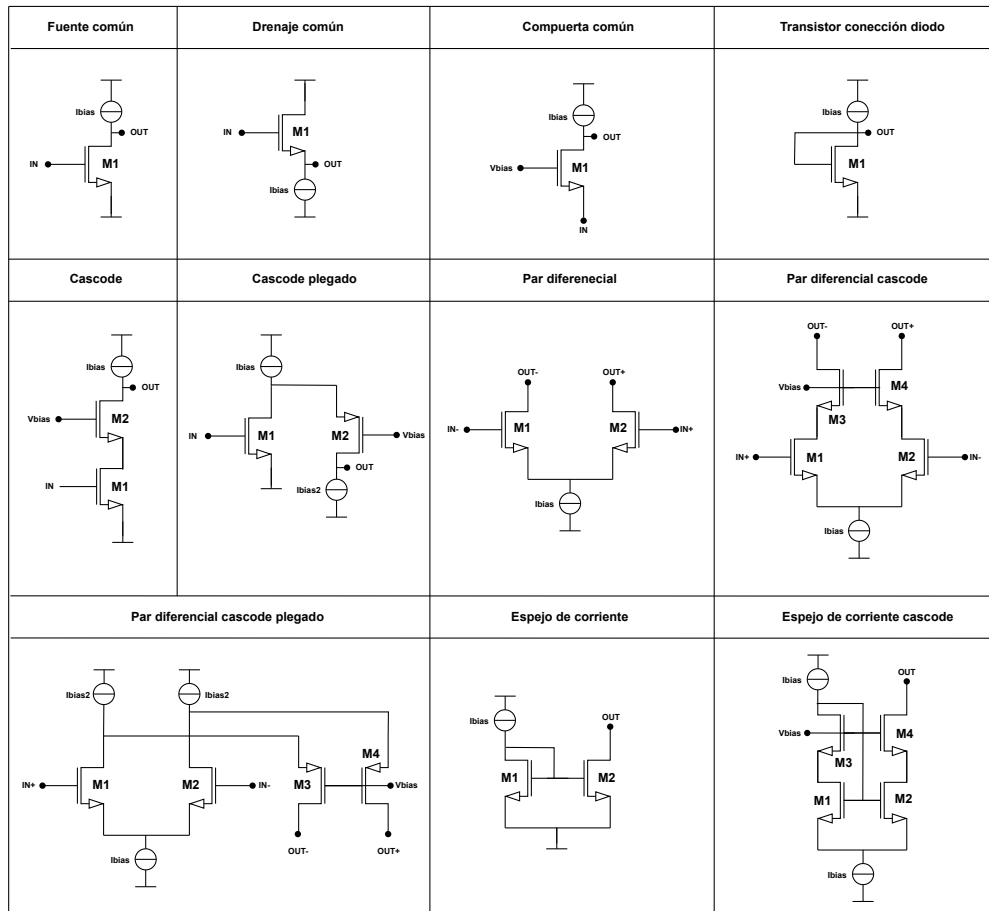 Fuente común
Drenaje común
Compuerta común
Transistor conección diodo
Ibias
OUT
IN
M1
IN
M1
OUT
Ibias
Ibias
OUT
Vbias
M1
IN
Ibias
OUT
M1
Cascode
Cascode plegado
Par diferenecial
Par diferencial cascode
Ibias
OUT
Vbias
M2
IN
M1
Ibias
IN
M1
M2
Vbias
OUT
Ibias2
OUT-
OUT+
IN-
M1
M2
IN+
Ibias
OUT-
OUT+
Vbias
M4
M3
IN+
M1
M2
IN-
Ibias
Par diferencial cascode plegado
Espejo de corriente
Espejo de corriente cascode
Ibias2
Ibias2
M4
IN+
M1
M2
IN-
M3
Vbias
OUT-
OUT+
Ibias
Ibias
OUT
M1
M2
Ibias
OUT
Vbias
M4
M3
M1
M2
Ibias